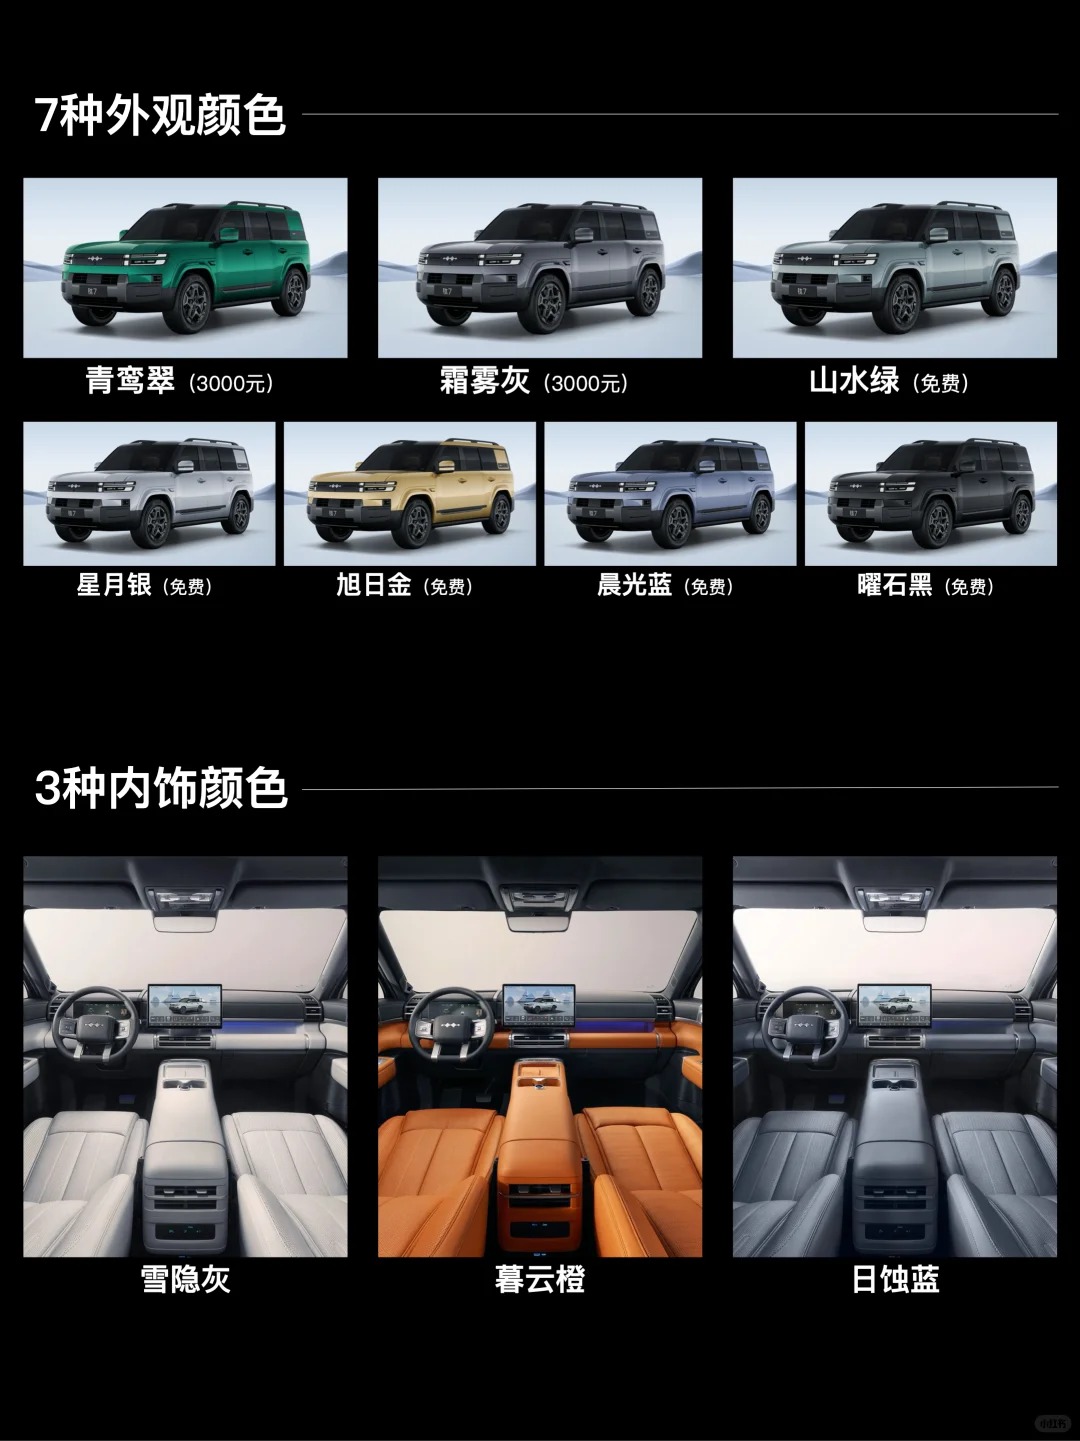 7种外观颜色
青鸾翠（3000元） 霜雾灰（3000元） 山水绿（免费）
星月银（免费） 旭日金（免费） 晨光蓝（免费） 曜石黑（免费）
3种内饰颜色
雪隐灰 暮云橙 日蚀蓝
小红书